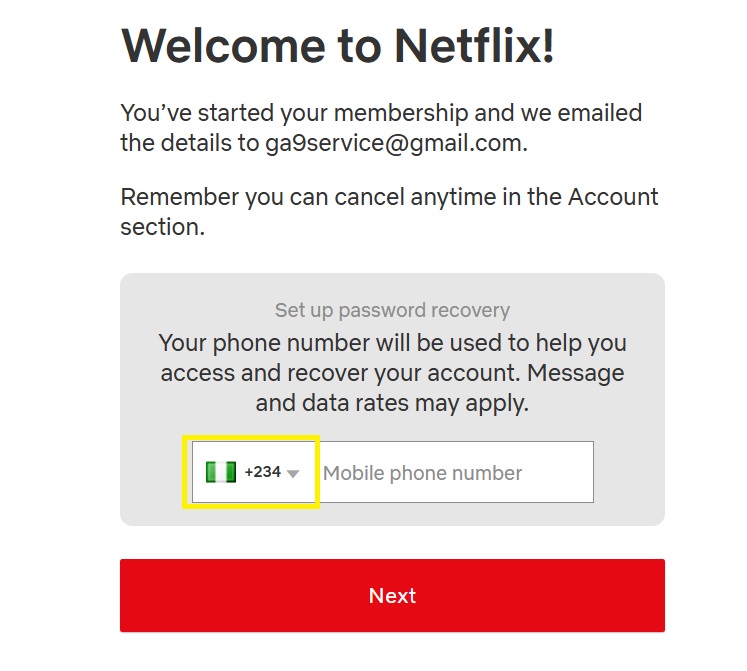 Welcome to Netflix!
You’ve started your membership and we emailed
the details to ga9service@gmail.com.
Remember you can cancel anytime in the Account
section.
Set up password recovery
Your phone number will be used to help you
access and recover your account. Message
and data rates may apply.
+234 Mobile phone number
Next